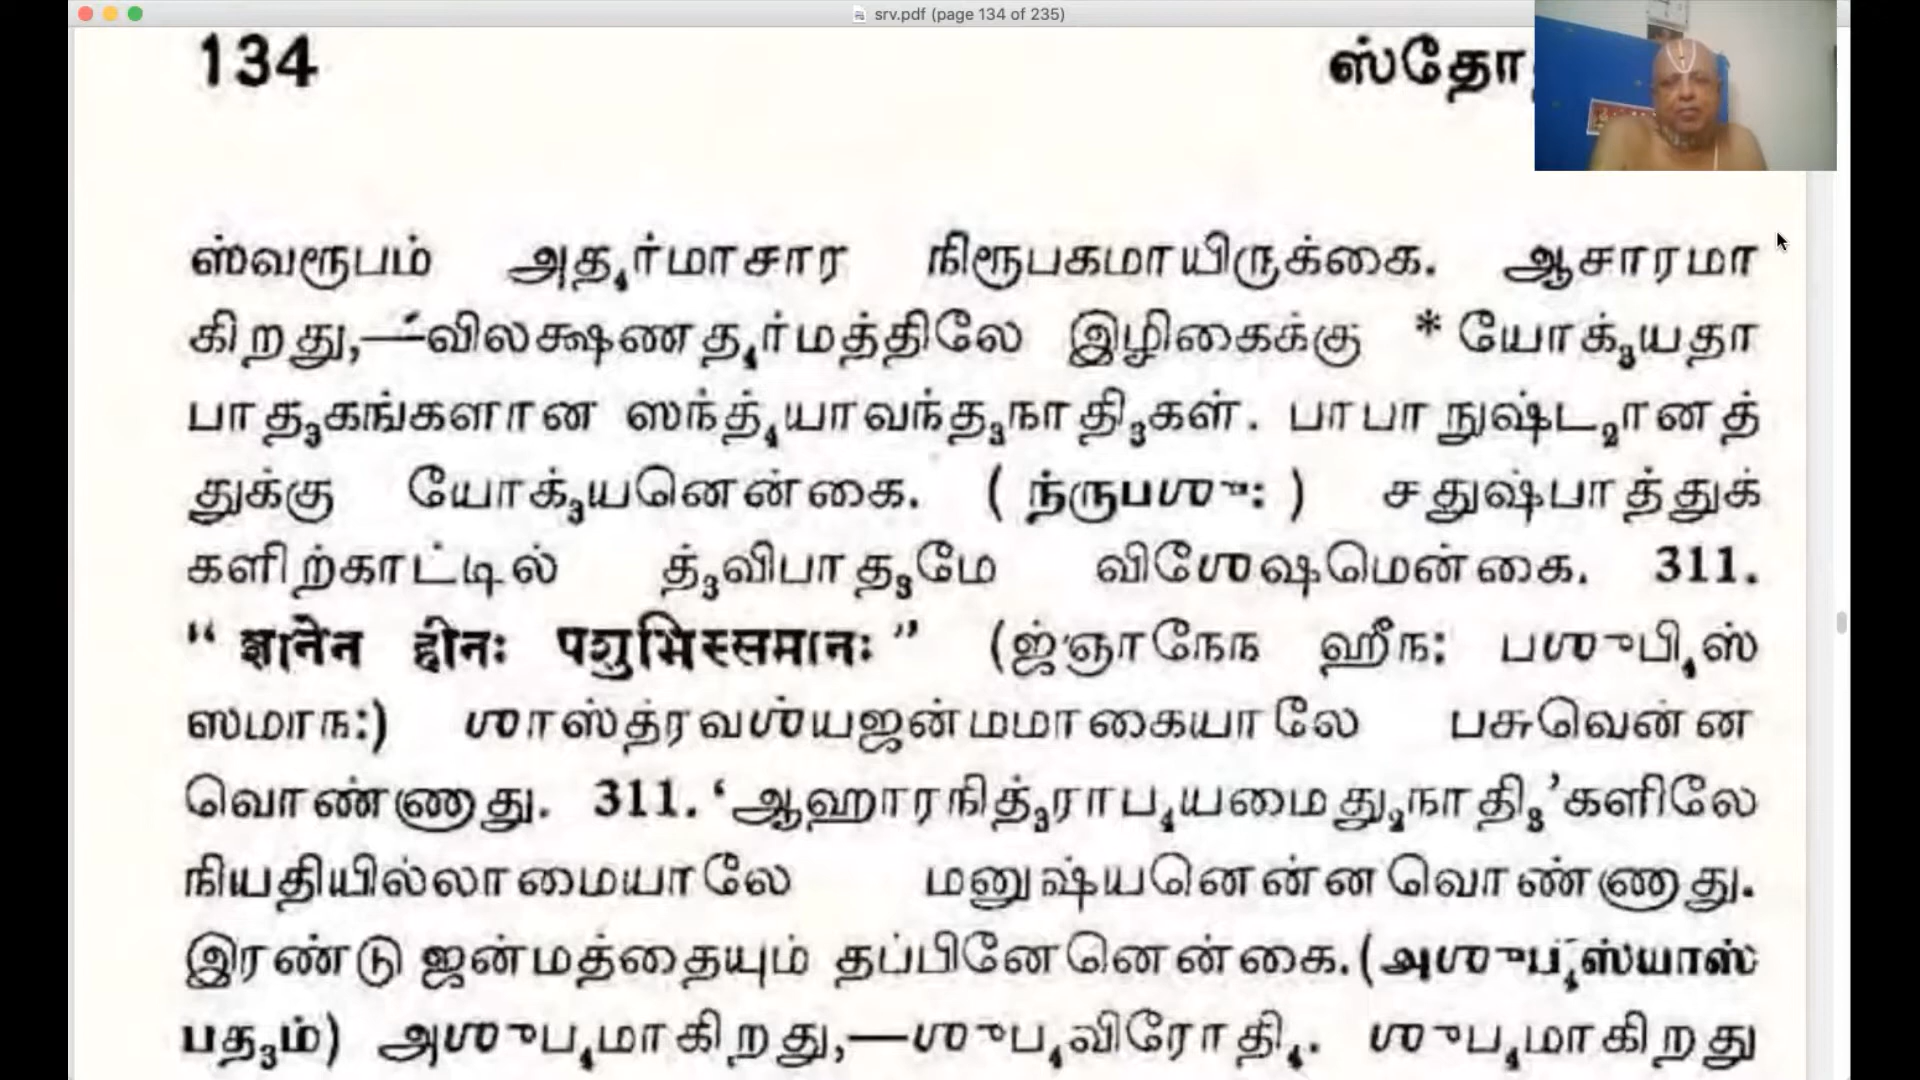 srv.pdf (page 134 of 235)
134 ஸ்தோ
ஸ்வரூபம் அத₄ர்மாசார நிரூபகமாயிருக்கை. ஆசாரமா
கிறது,—விலக்ஷணத₄ர்மத்திலே இழிகைக்கு * யோக்₃யதா
பாத₃கங்களான ஸந்த்₄யாவந்த₃நாதி₃கள். பாபாநுஷ்ட₂ானத்
துக்கு யோக்₃யனென்கை. ( ந்ருபஶு: ) சதுஷ்பாத்துக்
களிற்காட்டில் த்₃விபாத₃மே விஶேஷமென்கை. 311.
“ ज्ञानेन हीनः पशुभिस्समानः ” (ஜ்ஞாநேந ஹீந: பஶுபி₄ஸ்
ஸமாந:) ஶாஸ்த்ரவஶ்யஜன்மமாகையாலே பசுவென்ன
வொண்ணுது. 311. ‘ஆஹாரநித்₃ராப₄யமைது₂நாதி₃’களிலே
நியதியில்லாமையாலே மனுஷ்யனென்னவொண்ணுது.
இரண்டு ஜன்மத்தையும் தப்பினேனென்கை. (அஶுப₄ஸ்யாஸ்
பத₃ம்) அஶுப₄மாகிறது,—ஶுப₄விரோதி₄. ஶுப₄மாகிறது